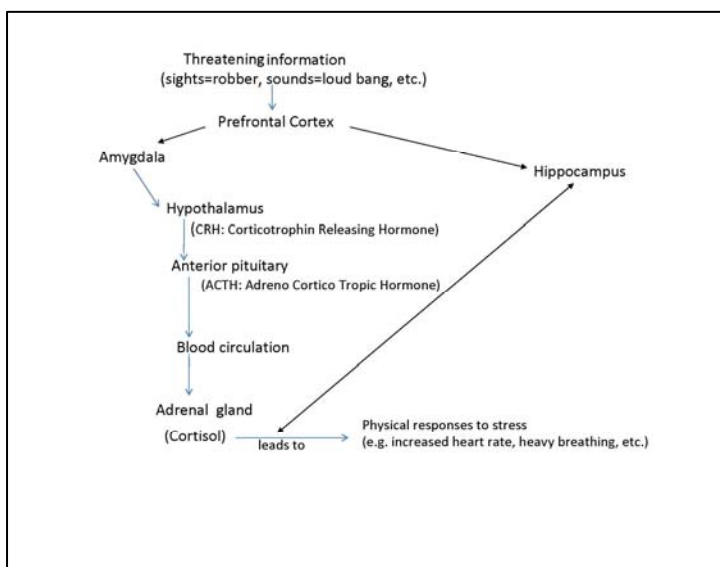 Threatening information
(sights=robber, sounds=loud bang, etc.)
Prefrontal Cortex
Amygdala
Hippocampus
Hypothalamus
(CRH: Corticotrophin Releasing Hormone)
Anterior pituitary
(ACTH: Adreno Cortico Tropic Hormone)
Blood circulation
Adrenal gland
(Cortisol)
leads to
Physical responses to stress
(e.g. increased heart rate, heavy breathing, etc.)